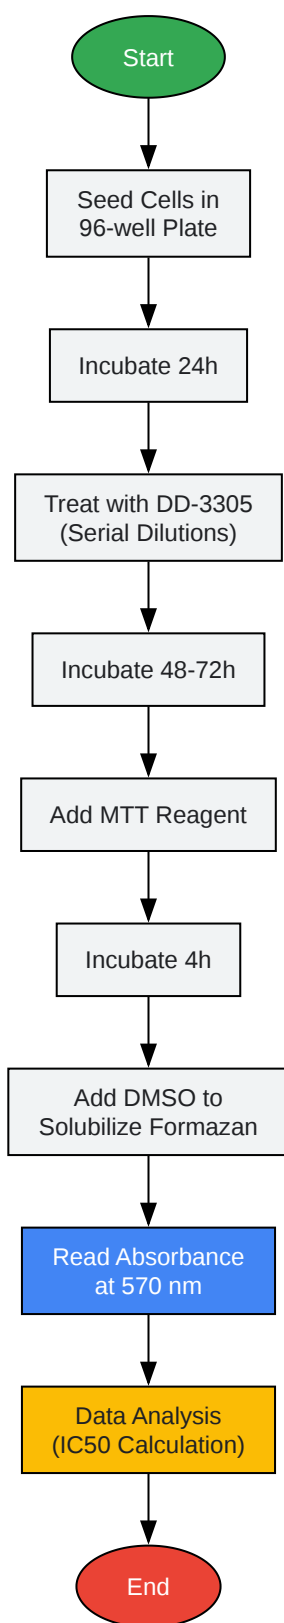 Start
Seed Cells in
96-well Plate
Incubate 24h
Treat with DD-3305
(Serial Dilutions)
Incubate 48-72h
Add MTT Reagent
Incubate 4h
Add DMSO to
Solubilize Formazan
Read Absorbance
at 570 nm
Data Analysis
(IC50 Calculation)
End